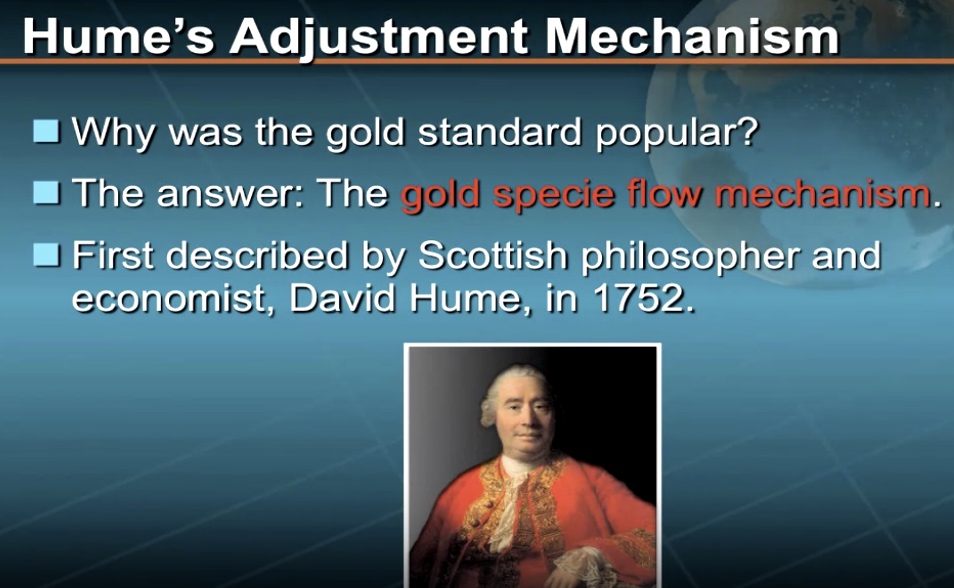 Hume's Adjustment Mechanism
Why was the gold standard popular?
The answer: The gold specie flow mechanism.
First described by Scottish philosopher and
economist, David Hume, in 1752.